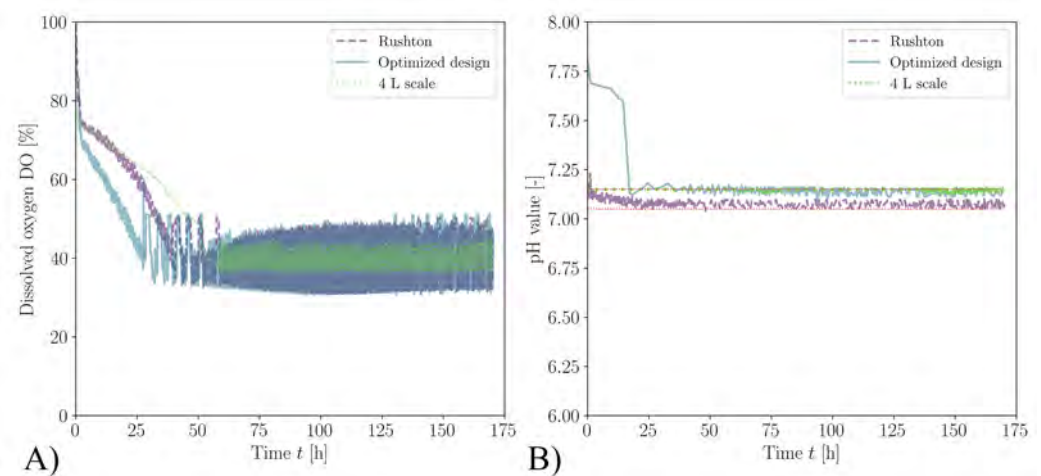 100
80
60
40
20
0
Dissolved oxygen DO [%]
0 25 50 75 100 125 150 175
Time t [h]
Rushton
Optimized design
4 L scale
A)
8.00
7.75
7.50
7.25
7.00
6.75
6.50
6.25
6.00
pH value [-]
0 25 50 75 100 125 150 175
Time t [h]
Rushton
Optimized design
4 L scale
B)